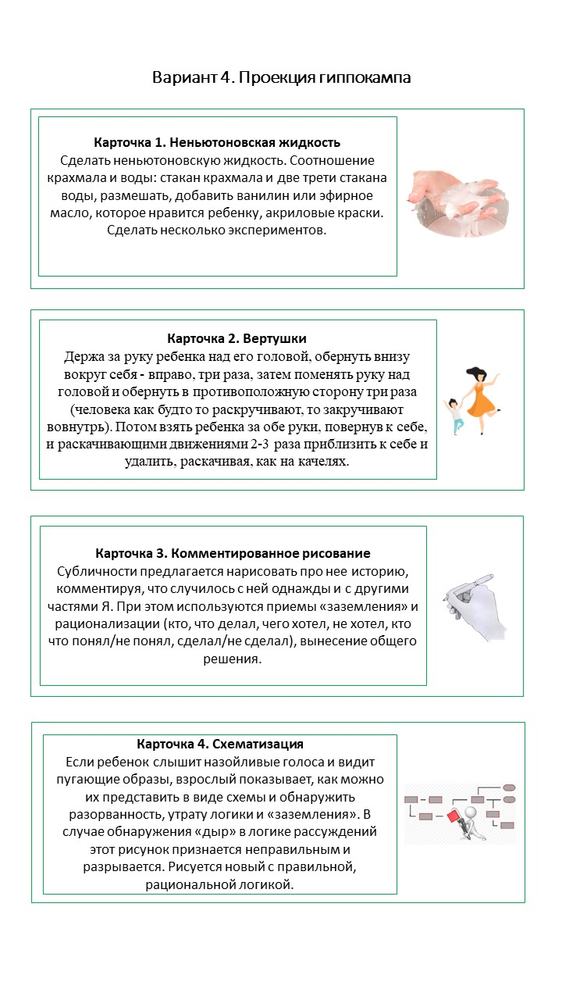 Вариант 4. Проекция гиппокампа
Карточка 1. Неньютоновская жидкость
Сделать неньютоновскую жидкость. Соотношение
крахмала и воды: стакан крахмала и две трети стакана
воды, размешать, добавить ванилин или эфирное
масло, которое нравится ребенку, акриловые краски.
Сделать несколько экспериментов.
Карточка 2. Вертушки
Держа за руку ребенка над его головой, обернуть внизу
вокруг себя - вправо, три раза, затем поменять руку над
головой и обернуть в противоположную сторону три раза
(человека как будто то раскручивают, то закручивают
вовнутрь). Потом взять ребенка за обе руки, повернув к себе,
и раскачивающими движениями 2-3 раза приблизить к себе и
удалить, раскачивая, как на качелях.
Карточка 3. Комментированное рисование
Субличности предлагается нарисовать про нее историю,
комментируя, что случилось с ней однажды и с другими
частями Я. При этом используются приемы «заземления» и
рационализации (кто, что делал, чего хотел, не хотел, кто
что понял/не понял, сделал/не сделал), вынесение общего
решения.
Карточка 4. Схематизация
Если ребенок слышит назойливые голоса и видит
пугающие образы, взрослый показывает, как можно
их представить в виде схемы и обнаружить
разорванность, утрату логики и «заземления». В
случае обнаружения «дыр» в логике рассуждений
этот рисунок признается неправильным и
разрывается. Рисуется новый с правильной,
рациональной логикой.